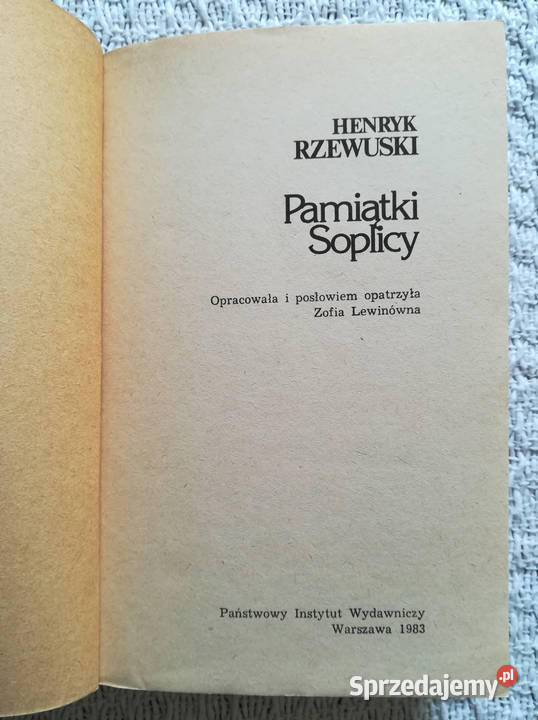 HENRYK
RZEWUSKI
Pamiątki
Soplicy
Opracowała i posłowiem opatrzyła
Zofia Lewinówna
Państwowy Instytut Wydawniczy
Warszawa 1983
Sprzedajemy.pl